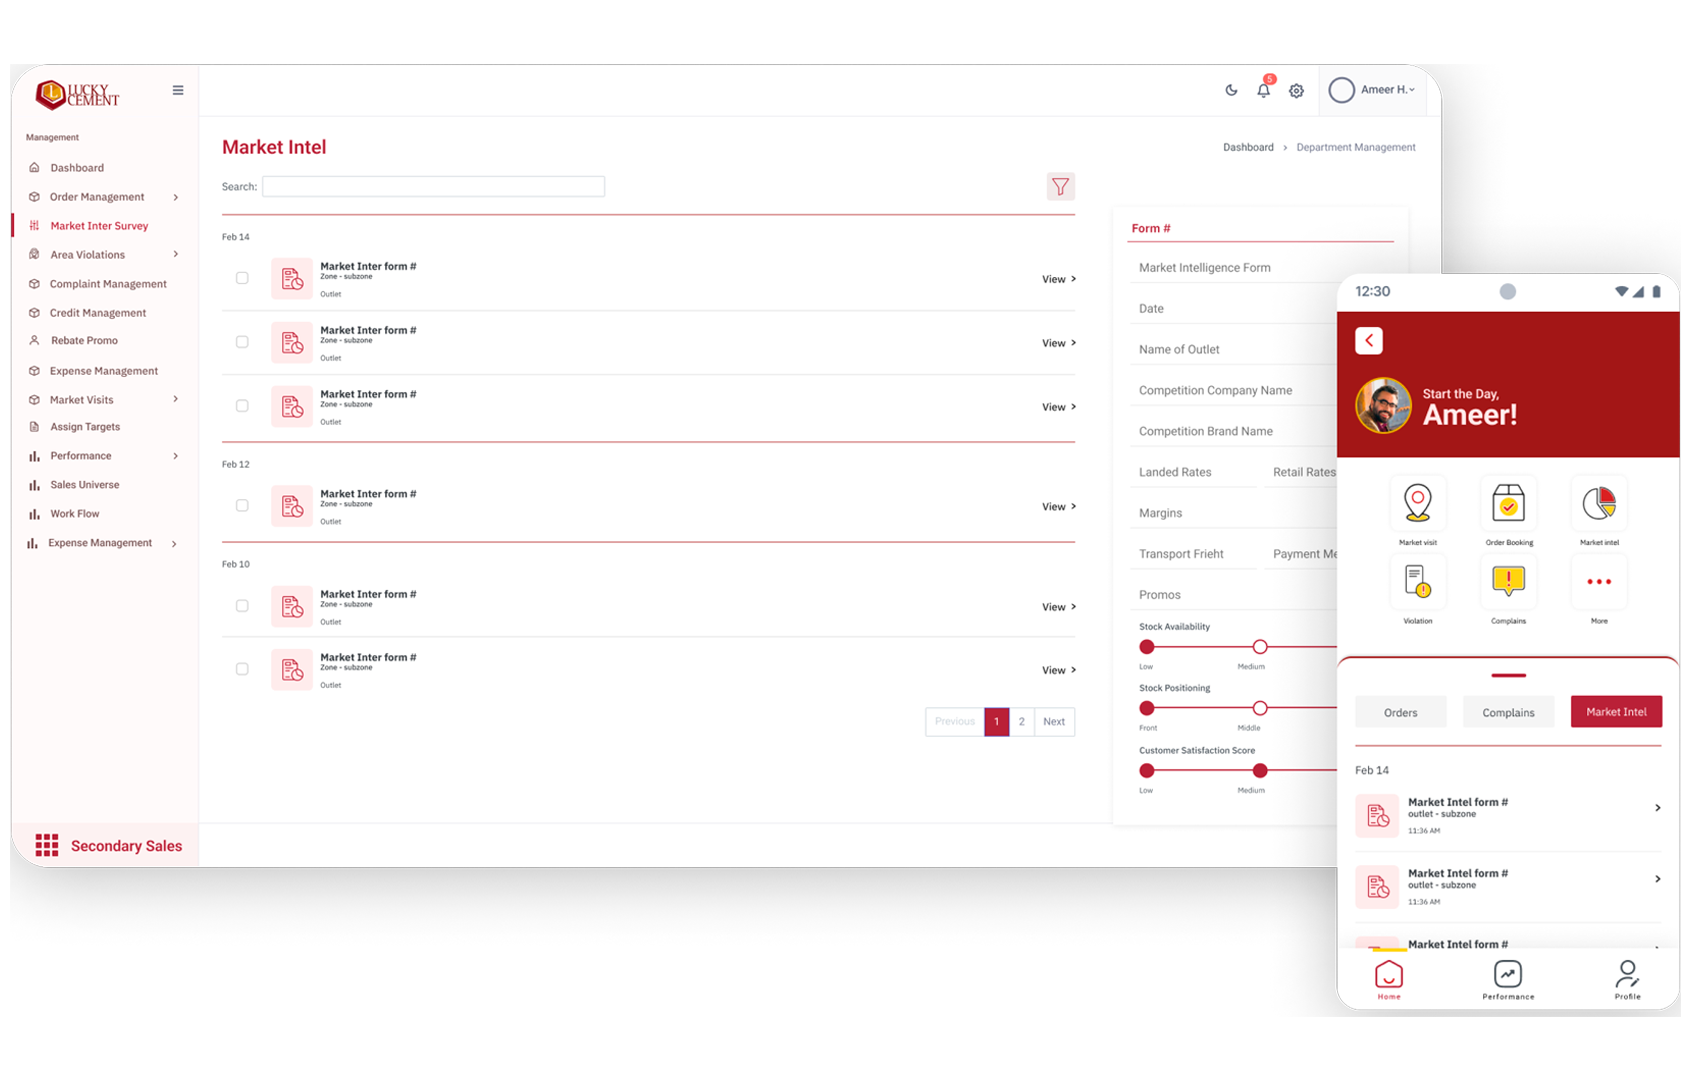 LUCKY
CEMENT
5
Ameer H.
Management
Dashboard
Order Management
Market Inter Survey
Area Violations
Complaint Management
Credit Management
Rebate Promo
Expense Management
Market Visits
Assign Targets
Performance
Sales Universe
Work Flow
Expense Management
Secondary Sales
Market Intel
Dashboard > Department Management
Search:
Feb 14
Market Inter form #
Zone - subzone
Outlet
View >
Market Inter form #
Zone - subzone
Outlet
View >
Market Inter form #
Zone - subzone
Outlet
View >
Feb 12
Market Inter form #
Zone - subzone
Outlet
View >
Feb 10
Market Inter form #
Zone - subzone
Outlet
View >
Market Inter form #
Zone - subzone
Outlet
View >
Previous 1 2 Next
Form #
Market Intelligence Form
Date
Name of Outlet
Competition Company Name
Competition Brand Name
Landed Rates Retail Rates
Margins
Transport Frieht Payment Me
Promos
Stock Availability
Low Medium
Stock Positioning
Front Middle
Customer Satisfaction Score
Low Medium
12:30
Start the Day,
Ameer!
Market visit Order Booking Market intel
Violation Complains More
Orders Complains Market Intel
Feb 14
Market Intel form #
outlet - subzone
11:36 AM
Market Intel form #
outlet - subzone
11:36 AM
Market Intel form #
Home Performance Profile